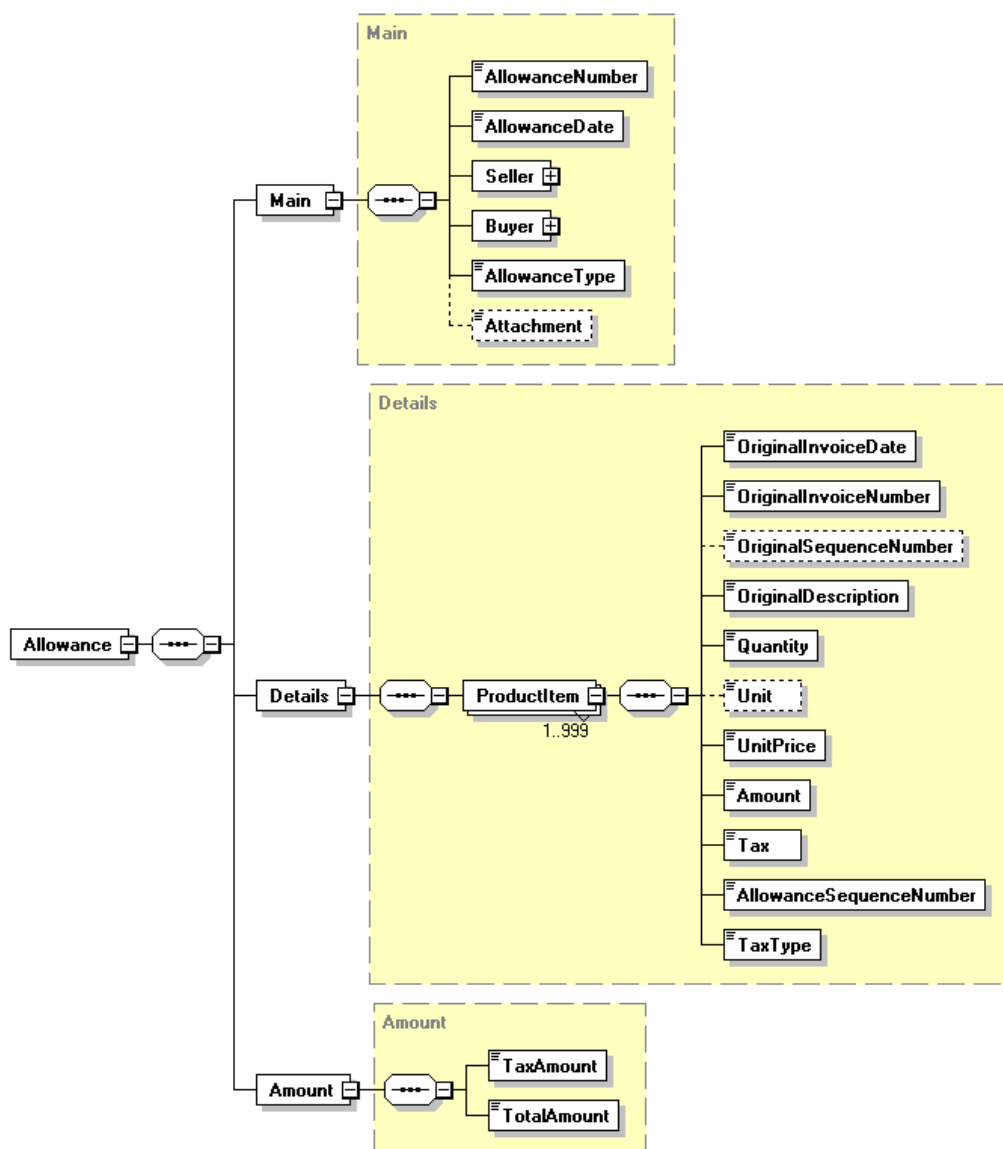 Main
AllowanceNumber
AllowanceDate
Seller
Buyer
AllowanceType
Attachment
Main
Details
OriginalInvoiceDate
OriginalInvoiceNumber
OriginalSequenceNumber
OriginalDescription
Quantity
Unit
UnitPrice
Amount
Tax
AllowanceSequenceNumber
TaxType
Allowance
Details
ProductItem
1..999
Amount
TaxAmount
TotalAmount
Amount